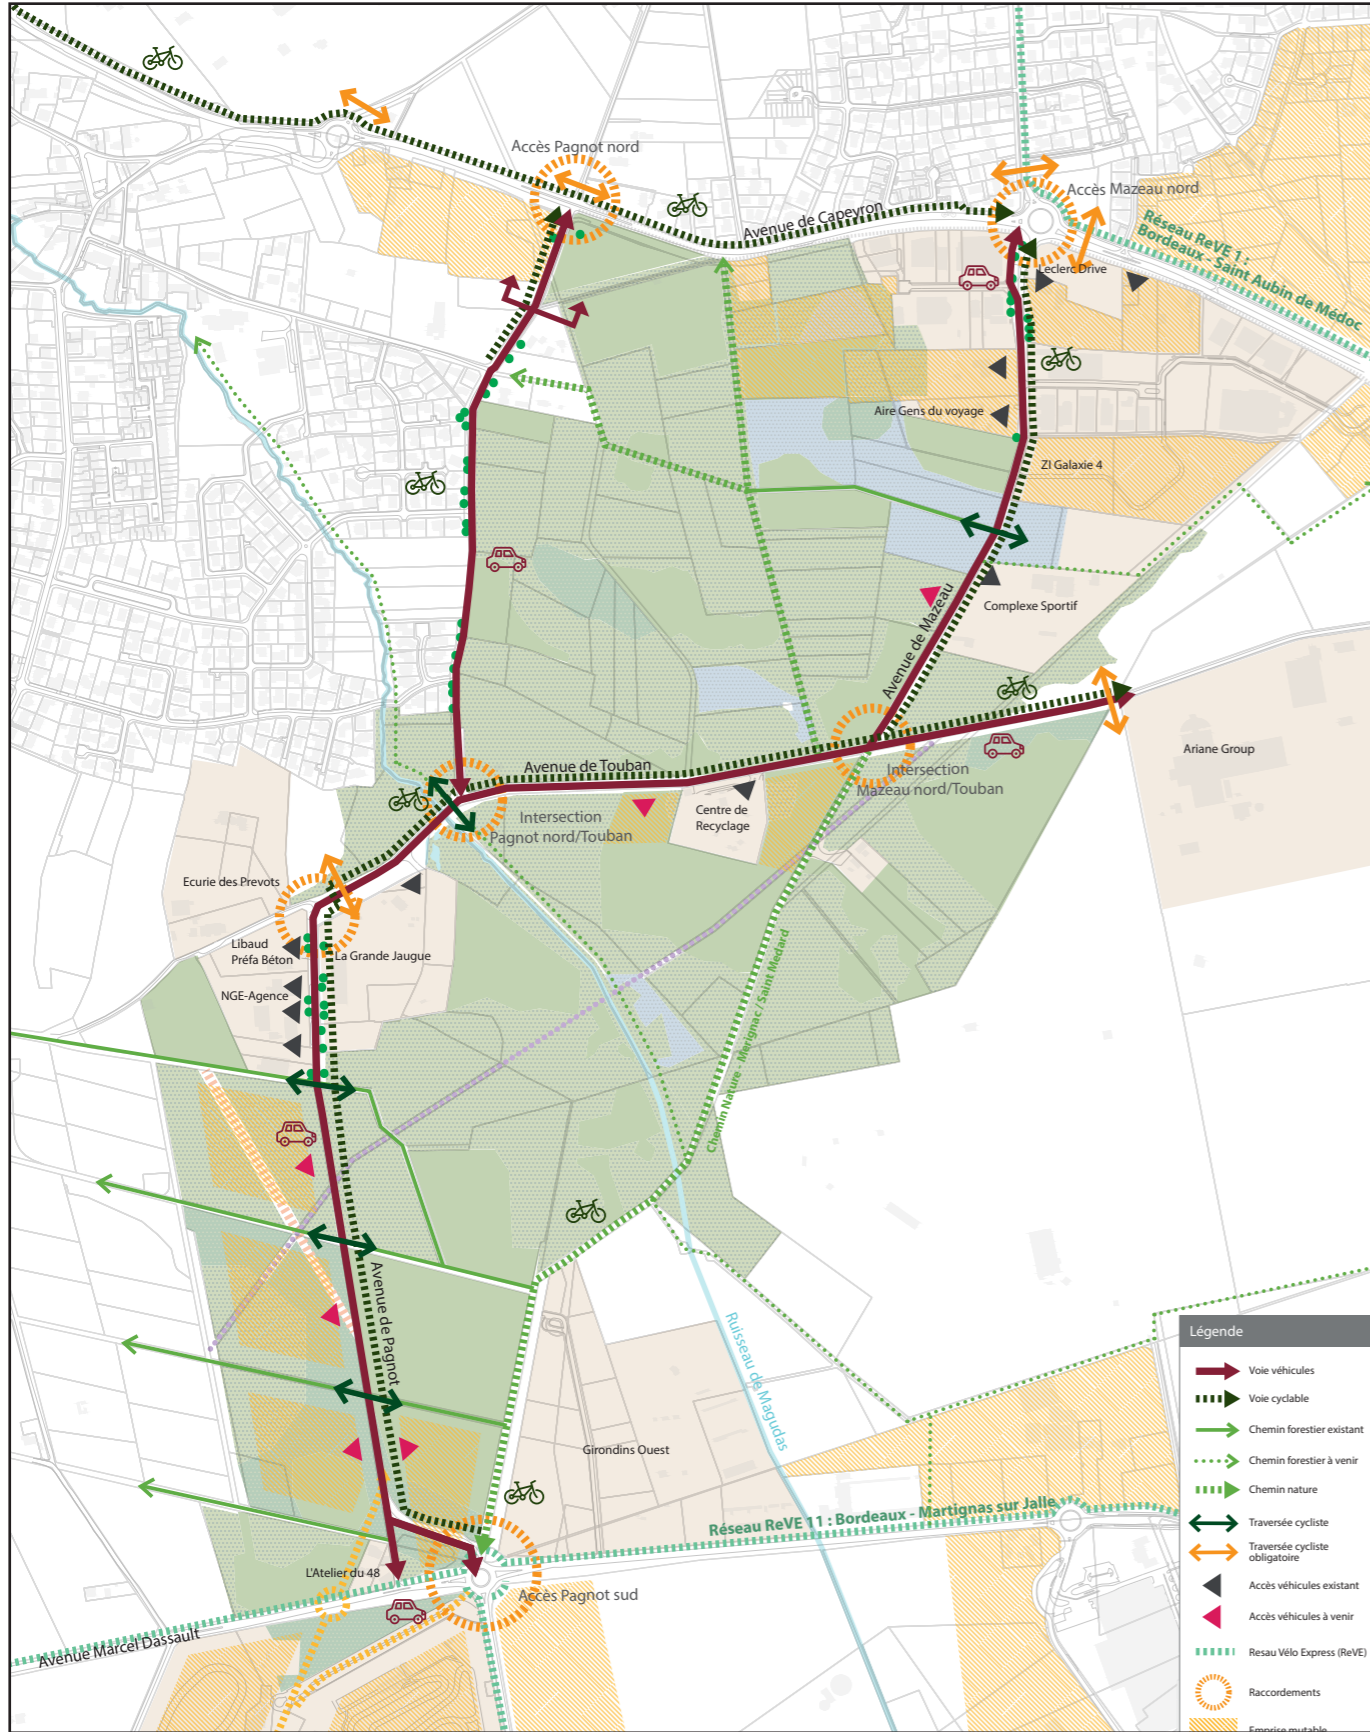 Accès Pagnot nord
Accès Mazeau nord
Avenue de Capeyron
Réseau ReVE 1 :
Bordeaux - Saint Aubin de Médoc
Leclerc Drive
Aire Gens du voyage
ZI Galaxie 4
Complexe Sportif
Avenue de Mazeau
Ariane Group
Avenue de Touban
Intersection
Mazeau nord/Touban
Intersection
Pagnot nord/Touban
Centre de
Recyclage
Ecurie des Prevots
Libaud
Préfa Béton
La Grande Jaugue
NGE-Agence
Chemin Nature - Merignac / Saint Medard
Avenue de Pagnot
Ruisseau de Magudas
Girondins Ouest
Réseau ReVE 11 : Bordeaux - Martignas sur Jalle
L'Atelier du 48
Accès Pagnot sud
Avenue Marcel Dassault
Légende
Voie véhicules
Voie cyclable
Chemin forestier existant
Chemin forestier à venir
Chemin nature
Traversée cycliste
Traversée cycliste
obligatoire
Accès véhicules existant
Accès véhicules à venir
Resau Vélo Express (ReVE)
Raccordements
Emprise mutable